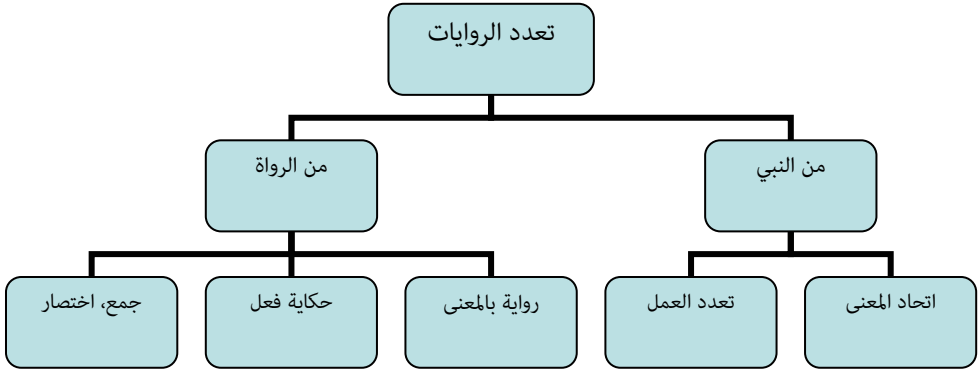 تعدد الروايات
من النبي
من الرواة
اتحاد المعنى
تعدد العمل
رواية بالمعنى
حكاية فعل
جمع، اختصار